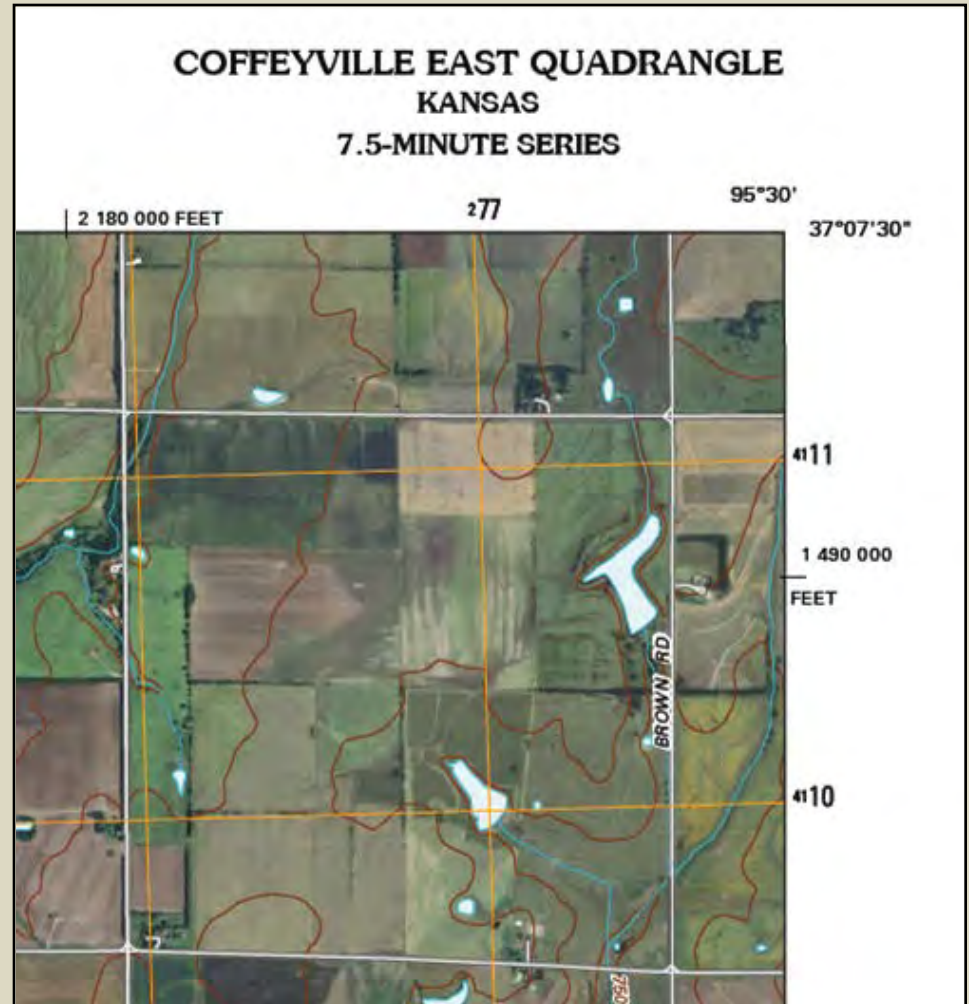 COFFEYVILLE EAST QUADRANGLE
KANSAS
7.5-MINUTE SERIES
95°30'
2 180 000 FEET
277
37°07'30"
4111
1 490 000
FEET
BROWN RD
4110
750